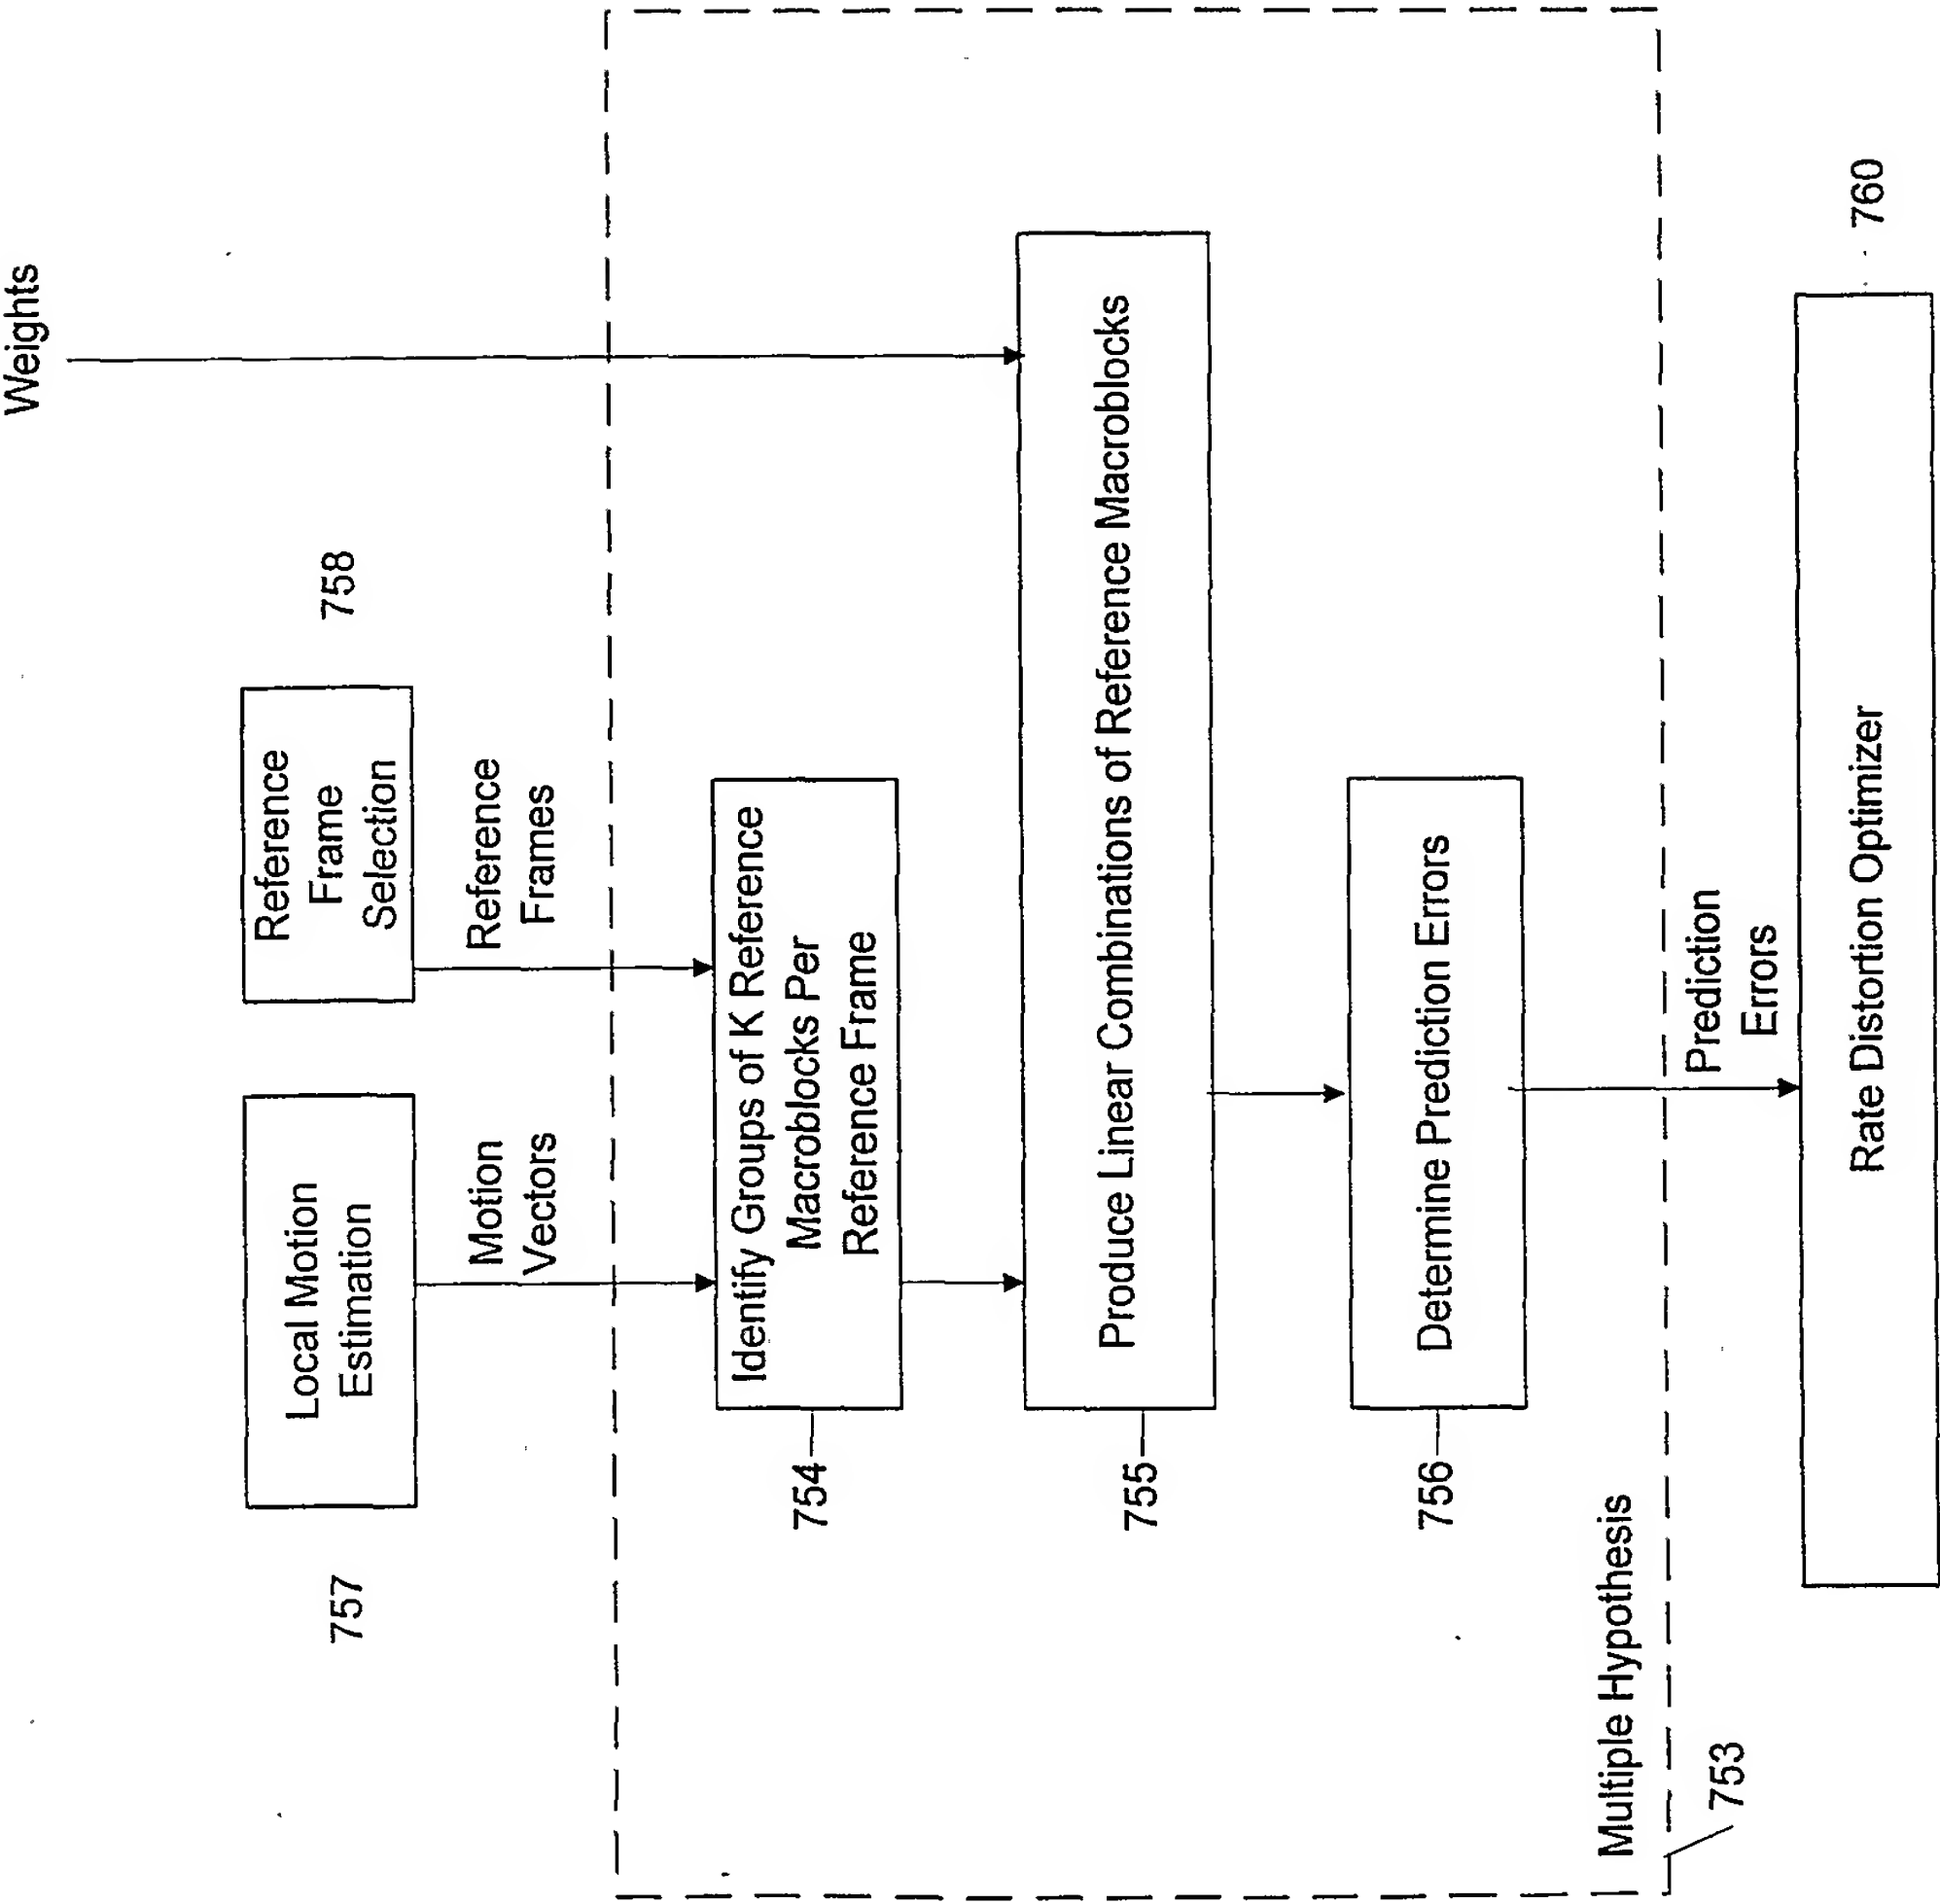 Weights
757
Local Motion
Estimation
Reference
Frame
Selection
758
Motion
Vectors
Reference
Frames
754
Identify Groups of K Reference
Macroblocks Per
Reference Frame
755
Produce Linear Combinations of Reference Macroblocks
756
Determine Prediction Errors
Multiple Hypothesis
753
Prediction
Errors
Rate Distortion Optimizer
760